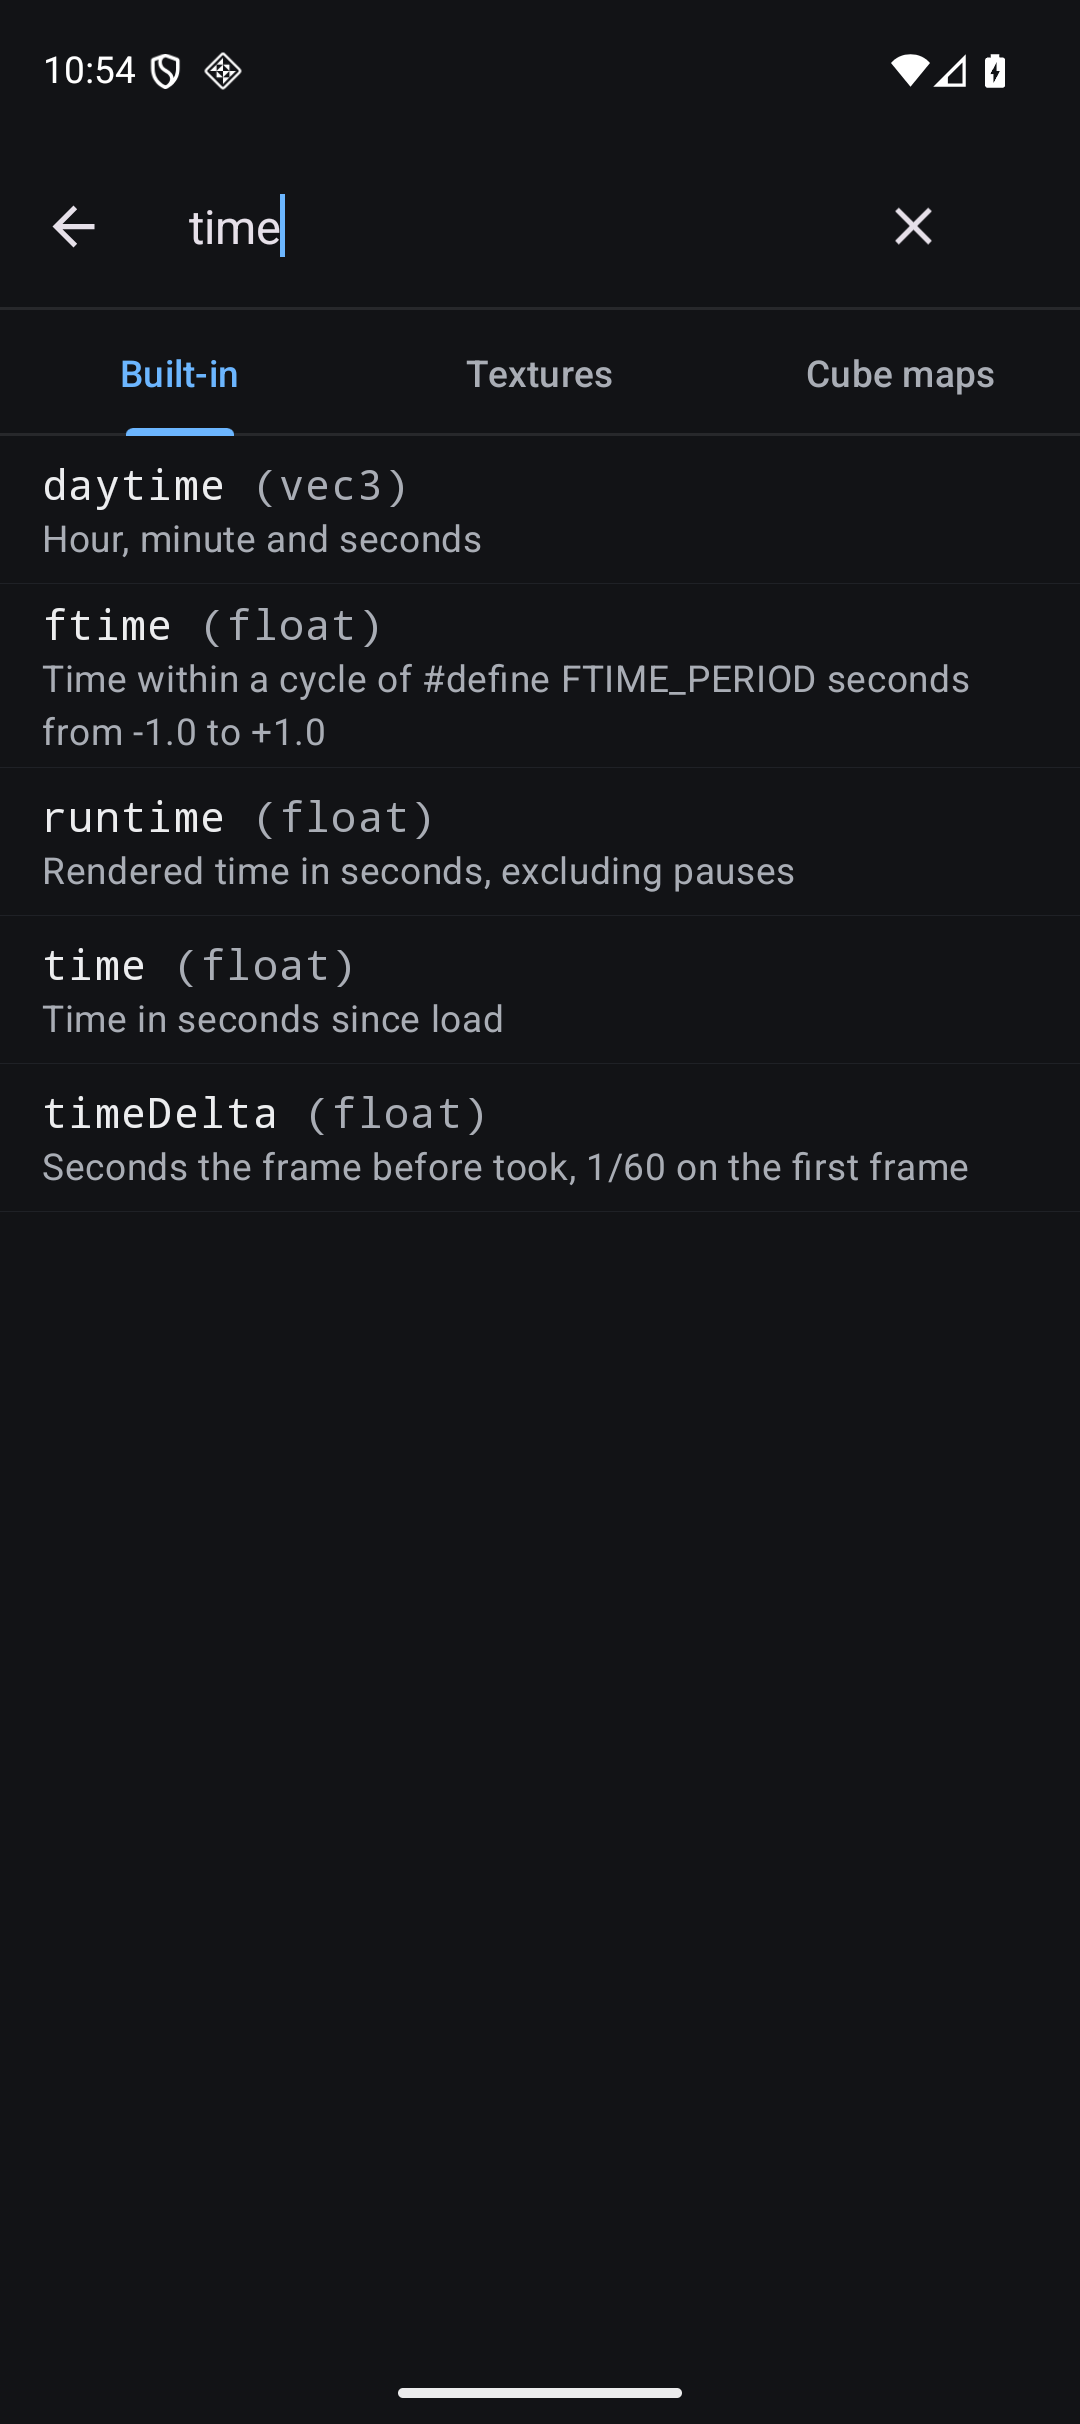 10:54
time
Built-in Textures Cube maps
daytime (vec3)
Hour, minute and seconds
ftime (float)
Time within a cycle of #define FTIME_PERIOD seconds
from -1.0 to +1.0
runtime (float)
Rendered time in seconds, excluding pauses
time (float)
Time in seconds since load
timeDelta (float)
Seconds the frame before took, 1/60 on the first frame